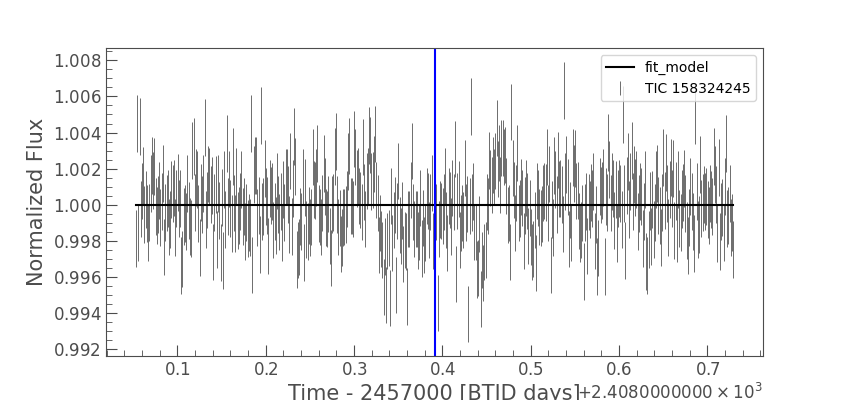 1.008
1.006
1.004
1.002
1.000
0.998
0.996
0.994
0.992
Normalized Flux
fit_model
TIC 158324245
0.1 0.2 0.3 0.4 0.5 0.6 0.7
Time - 2457000 [BTJD days]
+2.4080000000 × 10³